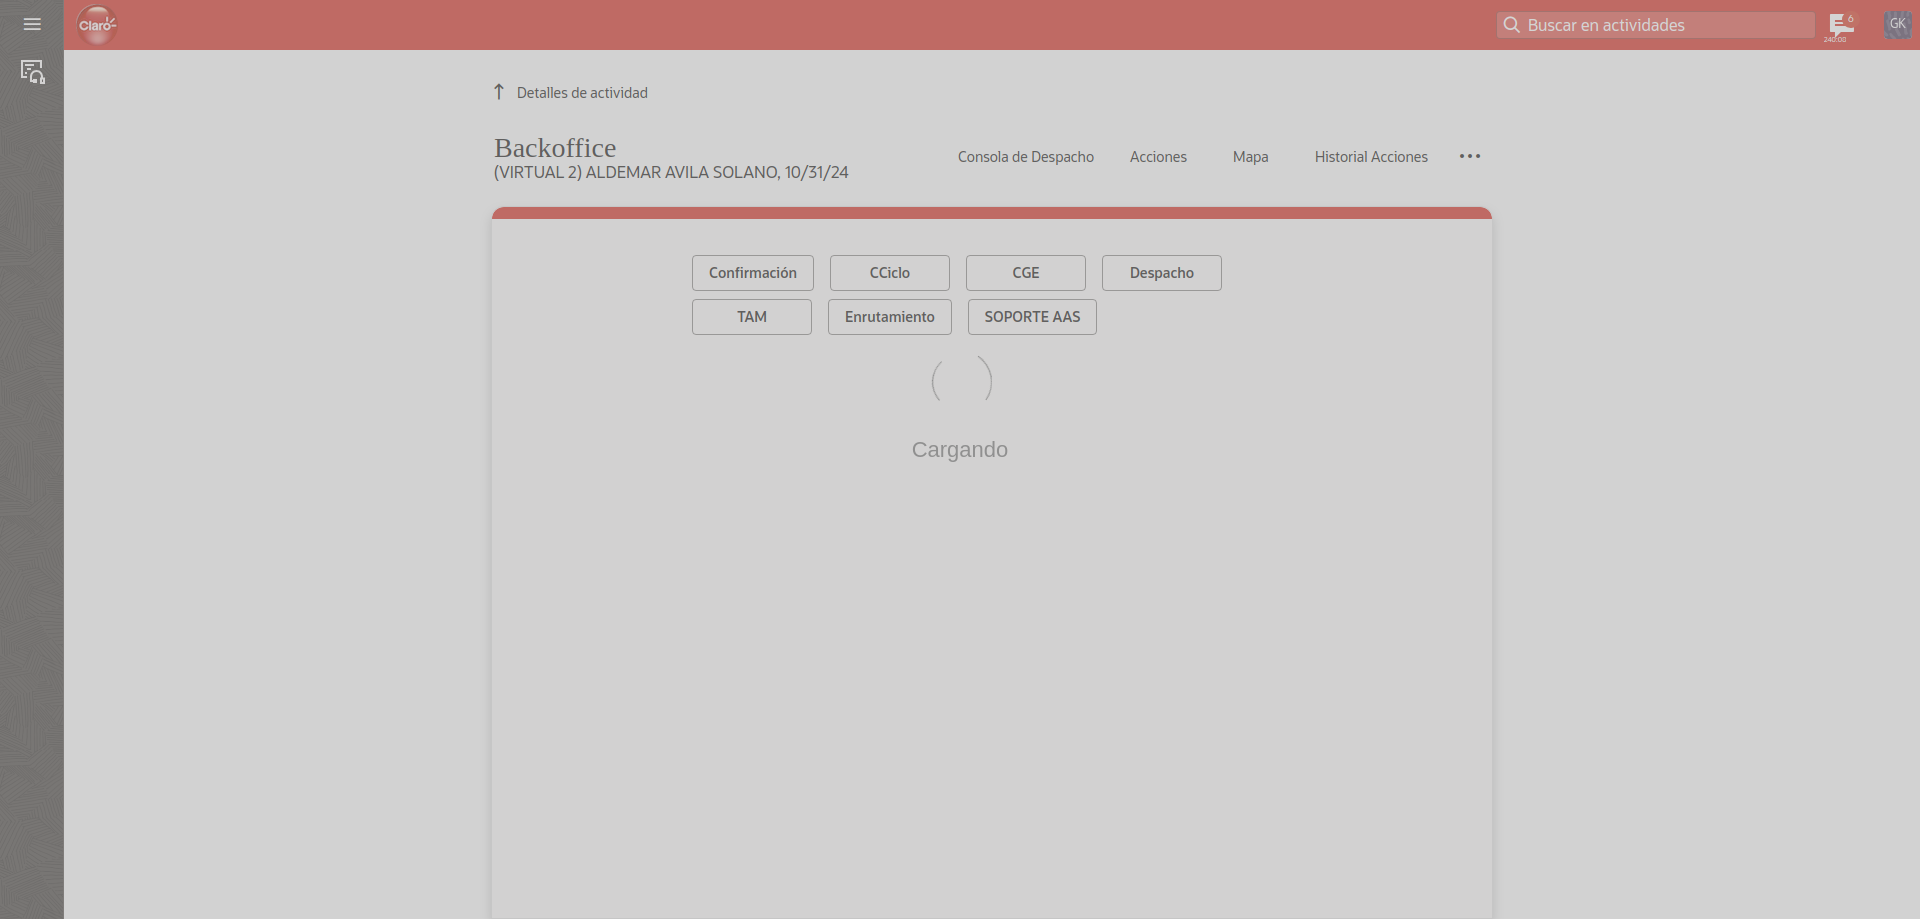 Claro
Buscar en actividades
6
240:00
GK
Detalles de actividad
Backoffice
(VIRTUAL 2) ALDEMAR AVILA SOLANO, 10/31/24
Consola de Despacho
Acciones
Mapa
Historial Acciones
Confirmación
CCiclo
CGE
Despacho
TAM
Enrutamiento
SOPORTE AAS
Cargando